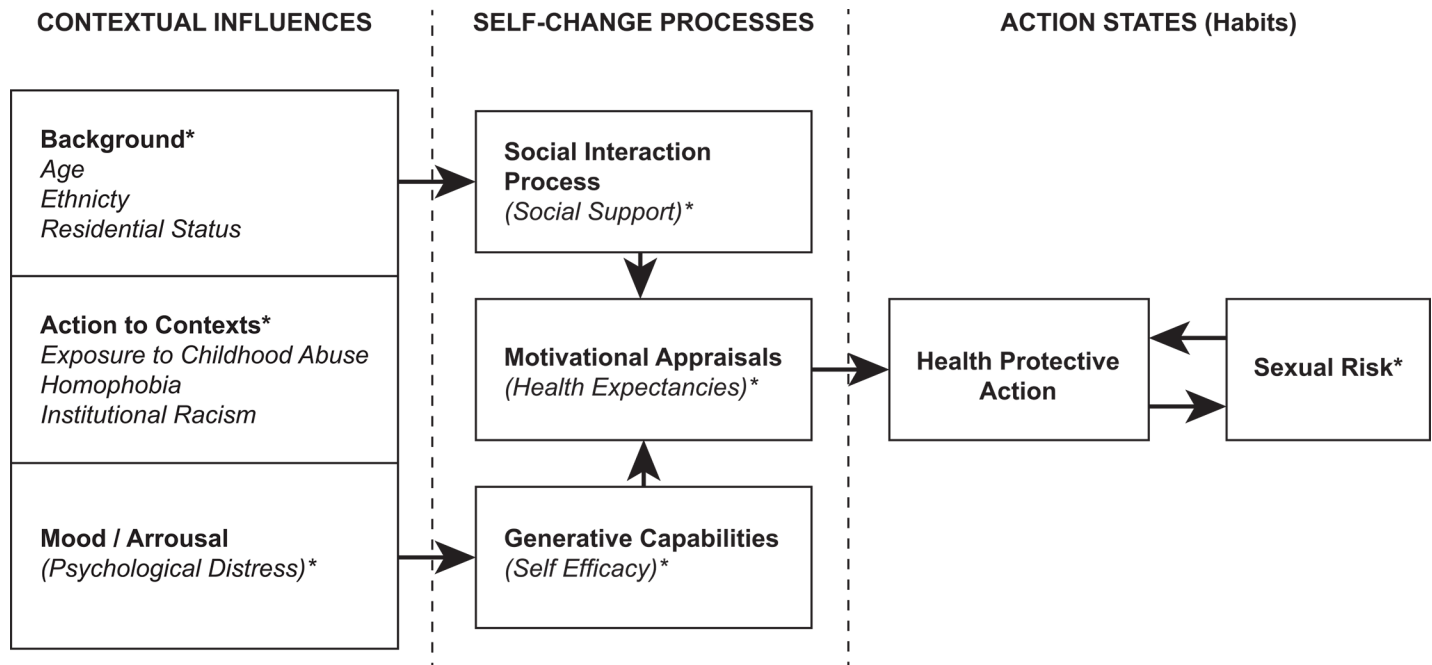 CONTEXTUAL INFLUENCES
SELF-CHANGE PROCESSES
ACTION STATES (Habits)
Background*
Age
Ethnicty
Residential Status
Action to Contexts*
Exposure to Childhood Abuse
Homophobia
Institutional Racism
Mood / Arrousal
(Psychological Distress)*
Social Interaction
Process
(Social Support)*
Motivational Appraisals
(Health Expectancies)*
Generative Capabilities
(Self Efficacy)*
Health Protective
Action
Sexual Risk*